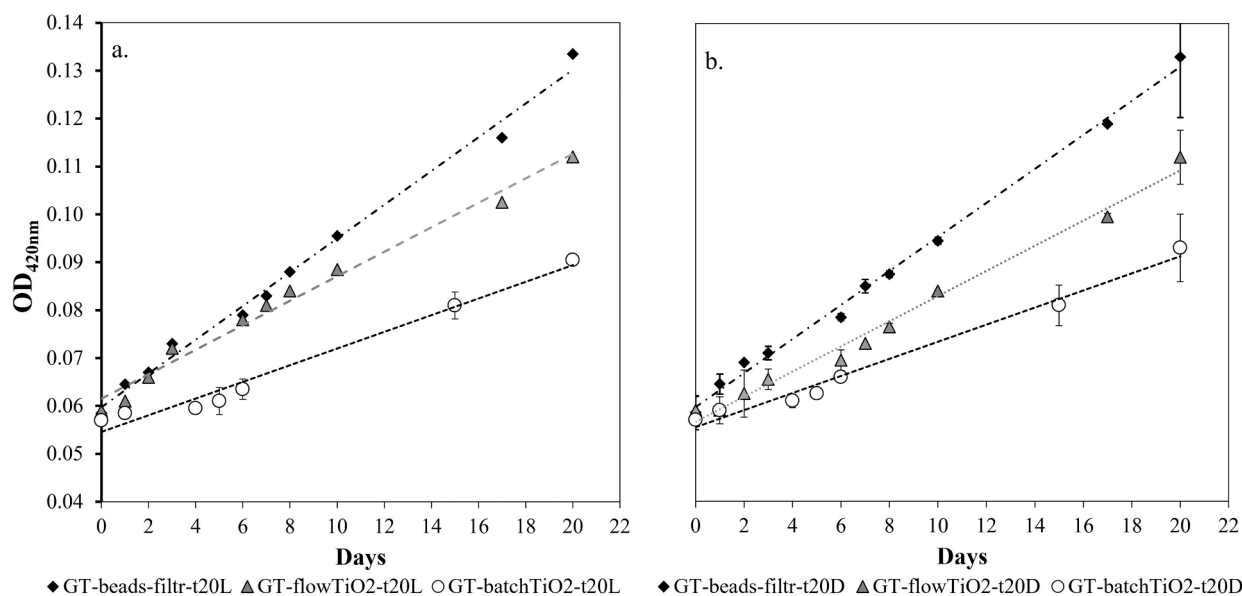 a.
b.
0.14
0.13
0.12
0.11
0.10
0.09
0.08
0.07
0.06
0.05
0.04
OD420nm
0 2 4 6 8 10 12 14 16 18 20 22
0 2 4 6 8 10 12 14 16 18 20 22
Days
Days
GT-beads-filtr-t20L GT-flowTiO2-t20L GT-batchTiO2-t20L
GT-beads-filtr-t20D GT-flowTiO2-t20D GT-batchTiO2-t20D